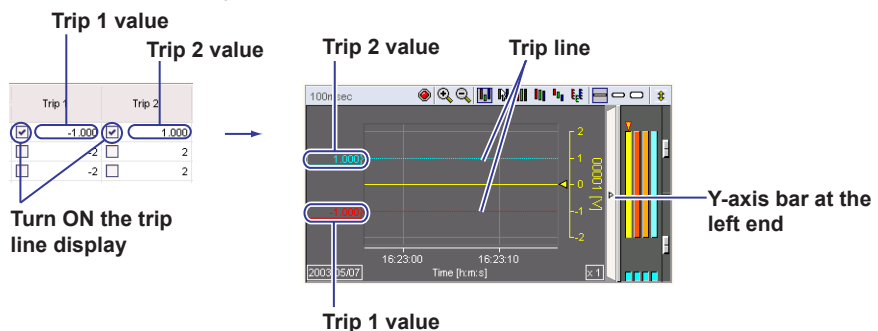 Trip 1 value
Trip 2 value
Trip 1
Trip 2
-1.000
1.000
-2
2
-2
2
Turn ON the trip
line display
Trip 2 value
Trip line
100msec
2
1.000
1
0
-1.000
-1
-2
00001 [V]
16:23:00
16:23:10
2003/05/07
Time [h:m:s]
x 1
Y-axis bar at the
left end
Trip 1 value